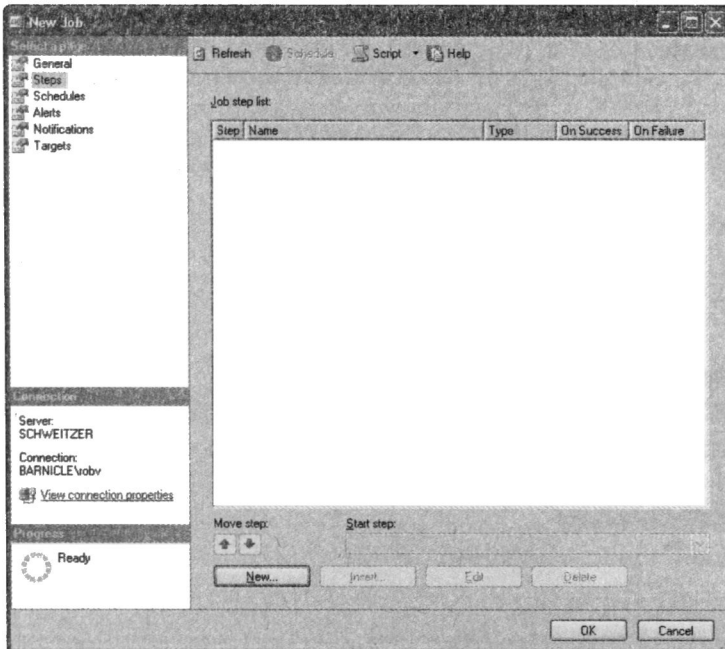 New Job
Select a page
General
Steps
Schedules
Alerts
Notifications
Targets
Refresh Schedule Script Help
Job step list:
Step Name Type On Success On Failure
Connection
Server:
SCHWEITZER
Connection:
BARNICLE\robv
View connection properties
Progress
Ready
Move step: Start step:
New... Insert... Edit Delete
OK Cancel